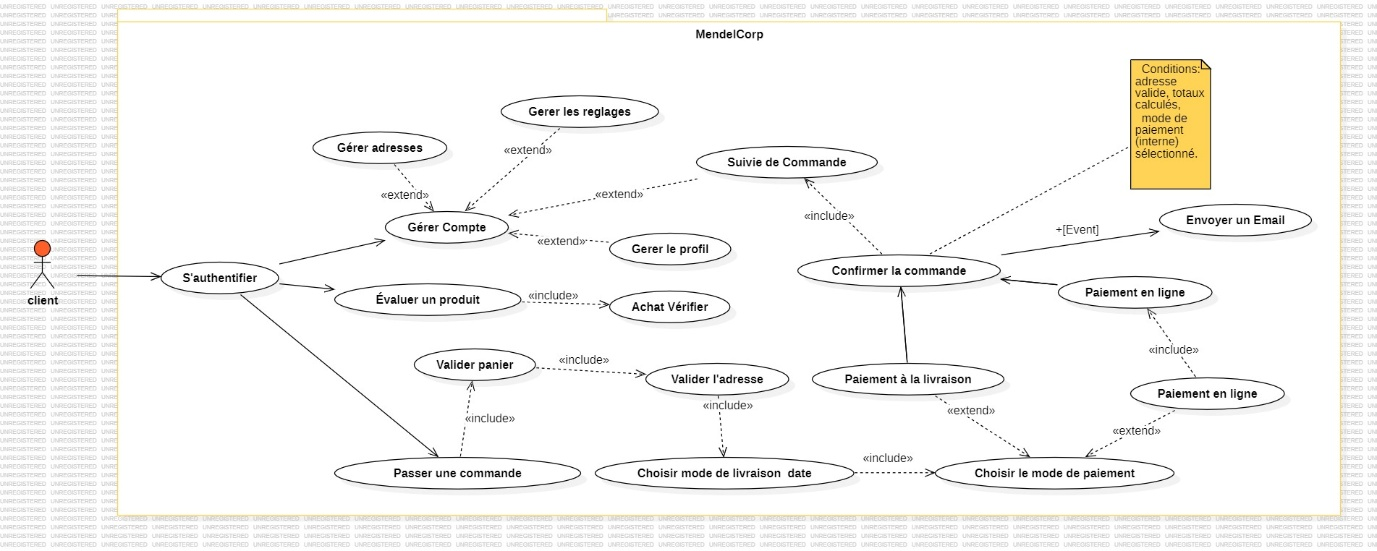 MendelCorp
Conditions:
adresse
valide, totaux
calculés,
mode de
paiement
(interne)
sélectionné.
Gerer les reglages
Gérer adresses
«extend»
Suivie de Commande
«extend»
«extend»
«include»
Gérer Compte
Envoyer un Email
+[Event]
«extend»
Gerer le profil
client
S'authentifier
Confirmer la commande
Évaluer un produit
«include»
Achat Vérifier
Paiement en ligne
Valider panier
«include»
Valider l'adresse
Paiement à la livraison
«include»
Paiement en ligne
«include»
«include»
«extend»
«extend»
Passer une commande
Choisir mode de livraison  date
«include»
Choisir le mode de paiement
UNREGISTERED